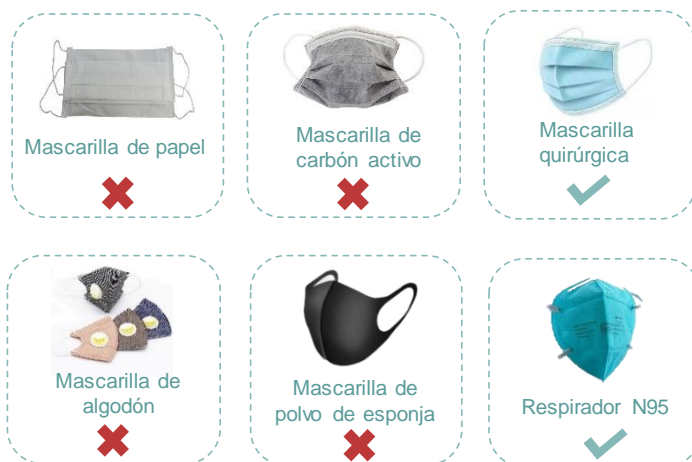 Mascarilla de papel
Mascarilla de
carbón activo
Mascarilla
quirúrgica
Mascarilla de
algodón
Mascarilla de
polvo de esponja
Respirador N95